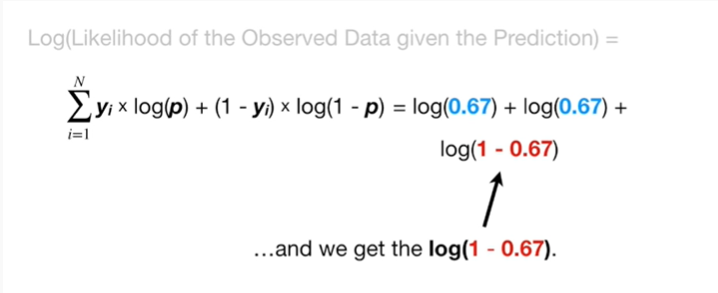 Log(Likelihood of the Observed Data given the Prediction) =
N
∑ yᵢ × log(p) + (1 - yᵢ) × log(1 - p) = log(0.67) + log(0.67) +
i=1
log(1 - 0.67)
...and we get the log(1 - 0.67).